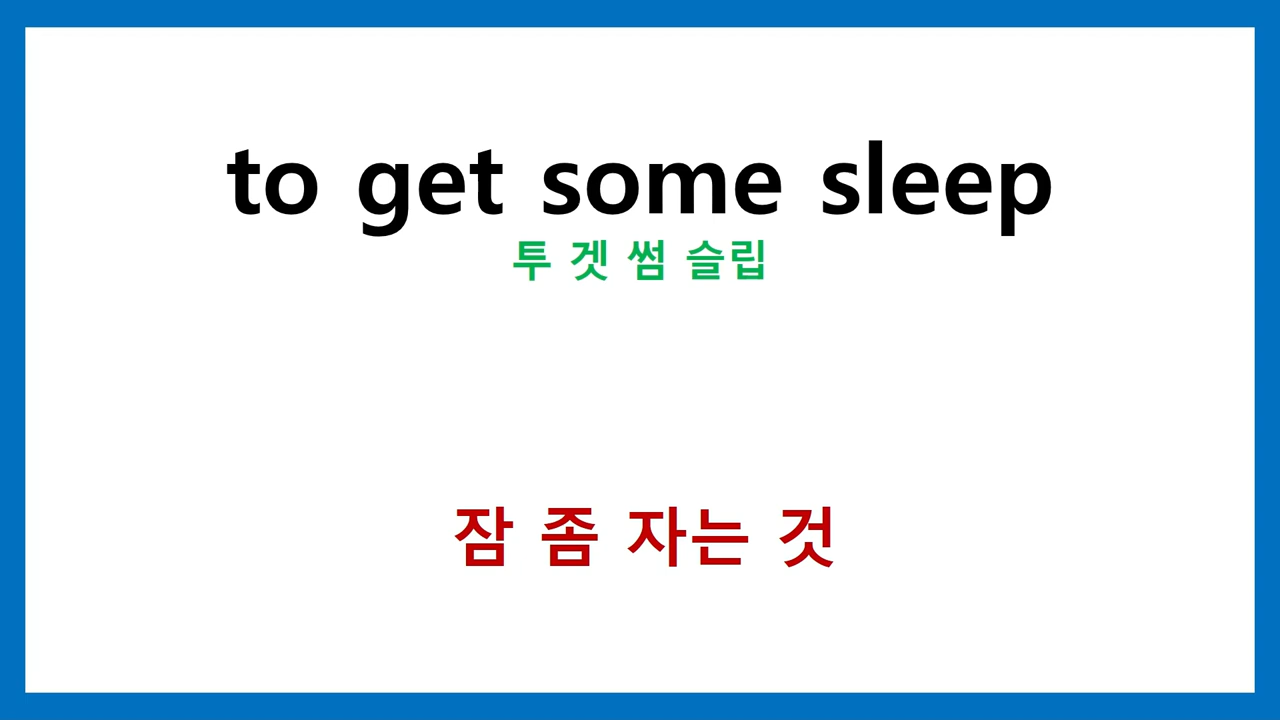 to get some sleep
투 겟 썸 슬립
잠 좀 자는 것